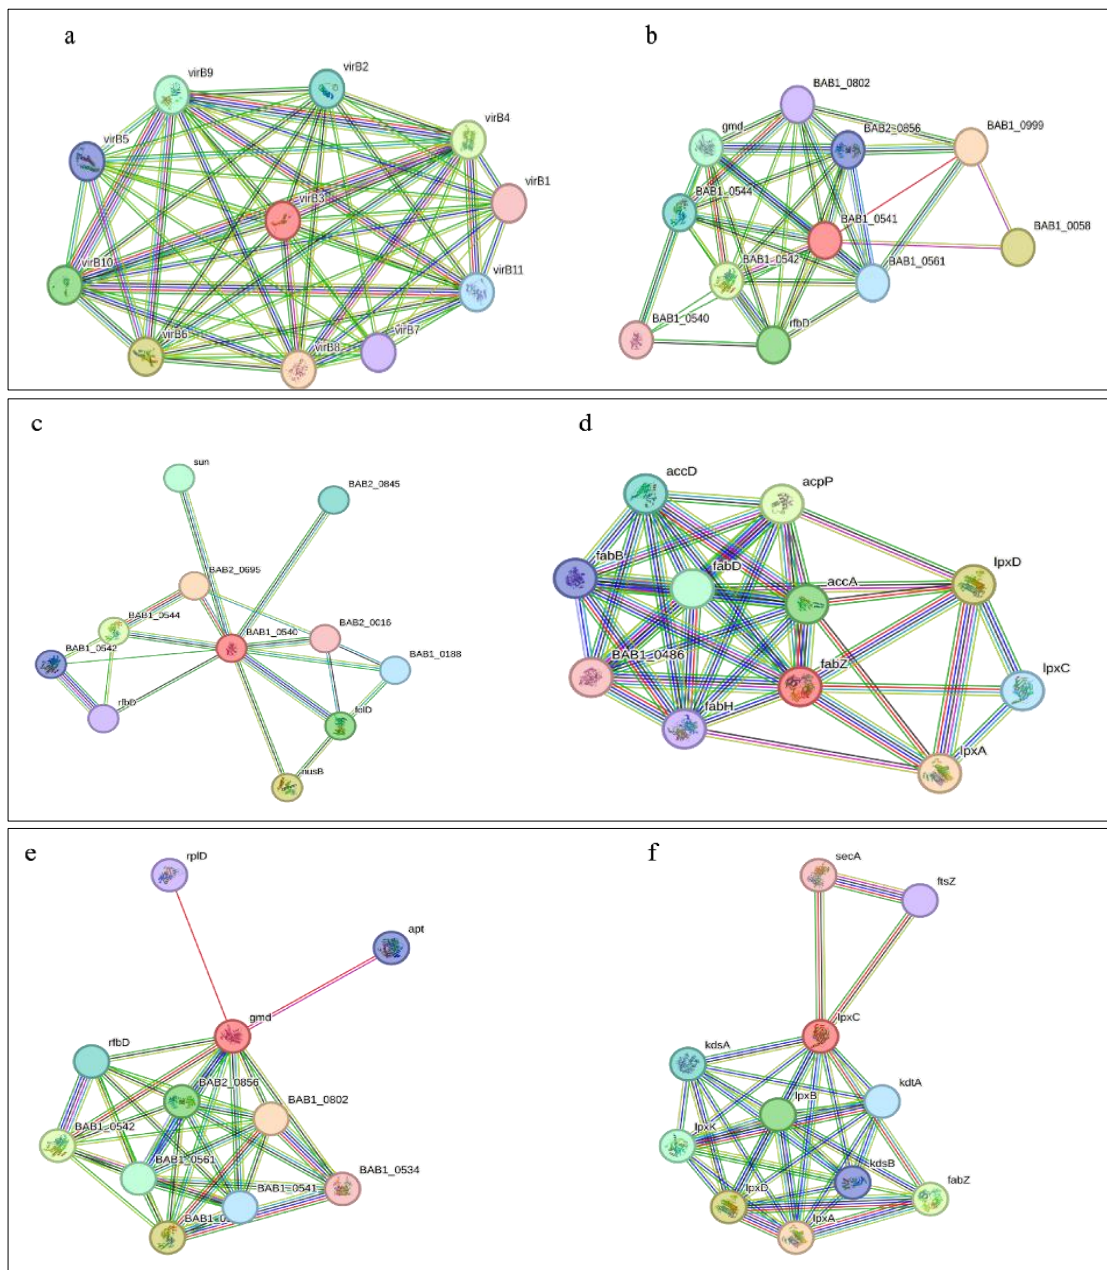 a
virB9
virB2
virB4
virB5
virB1
virB3
virB10
virB11
virB6
virB8
virB7
b
BAB1_0802
gmd
BAB2_0856
BAB1_0999
BAB1_0544
BAB1_0541
BAB1_0058
BAB1_0542
BAB1_0561
BAB1_0540
rfbD
c
sun
BAB2_0845
BAB2_0695
BAB1_0544
BAB1_0540
BAB2_0016
BAB1_0542
BAB1_0188
rfbD
folD
nusB
d
accD
acpP
fabB
fabD
accA
lpxD
BAB1_0486
fabZ
lpxC
fabH
lpxA
e
rplD
apt
gmd
rfbD
BAB2_0856
BAB1_0802
BAB1_0542
BAB1_0561
BAB1_0534
BAB1_0541
f
secA
ftsZ
lpxC
kdsA
lpxB
kdtA
lpxK
kdsB
lpxD
fabZ
lpxA